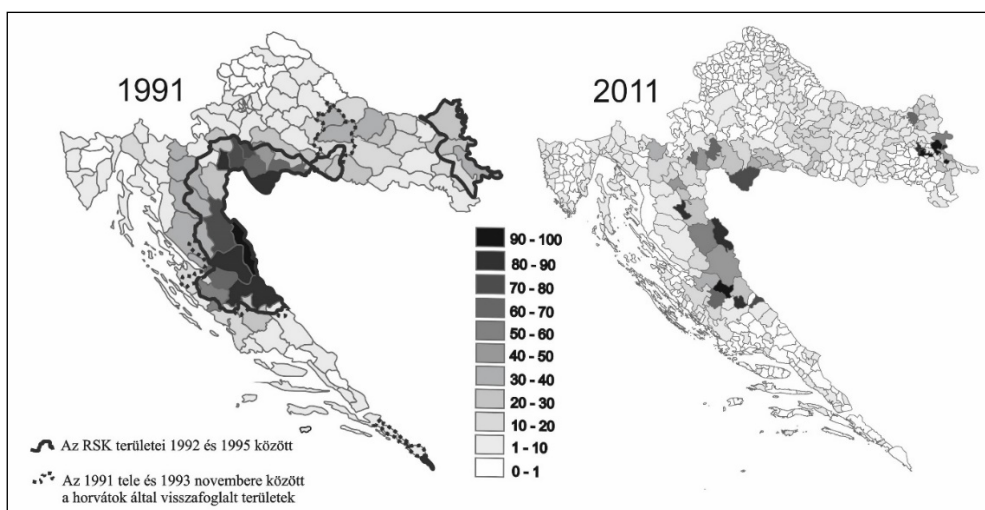 1991
2011
90 - 100
80 - 90
70 - 80
60 - 70
50 - 60
40 - 50
30 - 40
20 - 30
10 - 20
1 - 10
0 - 1
Az RSK területei 1992 és 1995 között
Az 1991 tele és 1993 novembere között
a horvátok által visszafoglalt területek